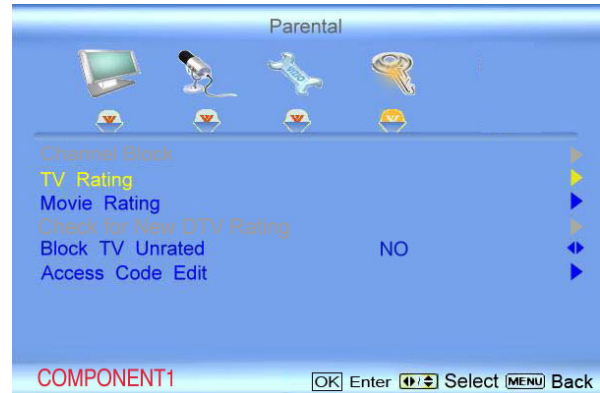 Parental
Channel Block
TV Rating
Movie Rating
Check for New DTV Rating
Block TV Unrated NO
Access Code Edit
COMPONENT1 OK Enter Select MENU Back